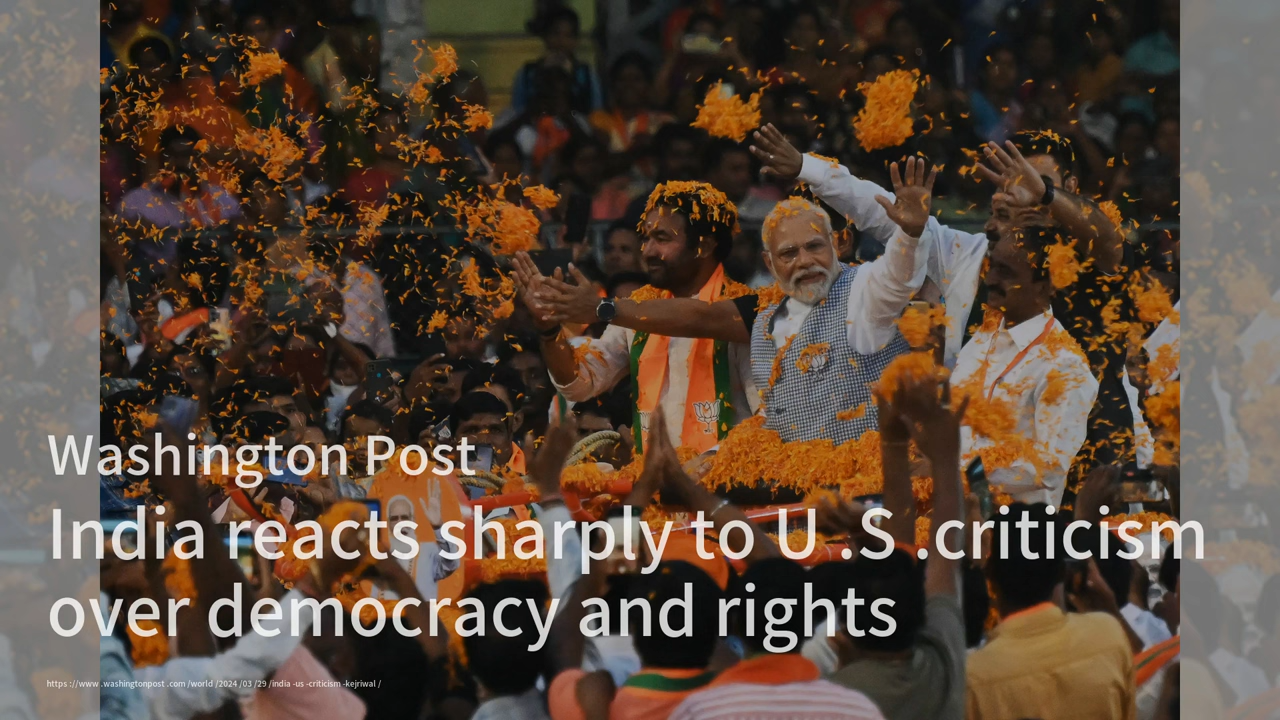 Washington Post
India reacts sharply to U .S .criticism
over democracy and rights
https://www .washingtonpost .com /world /2024 /03 /29 /india -us -criticism -kejriwal /